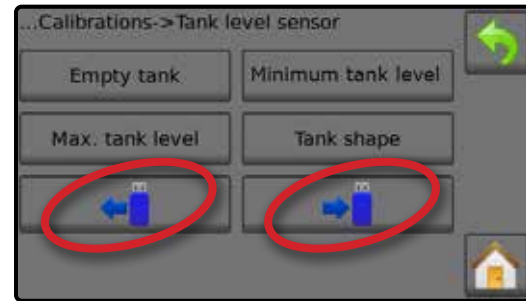 ...Calibrations->Tank level sensor
Empty tank
Minimum tank level
Max. tank level
Tank shape